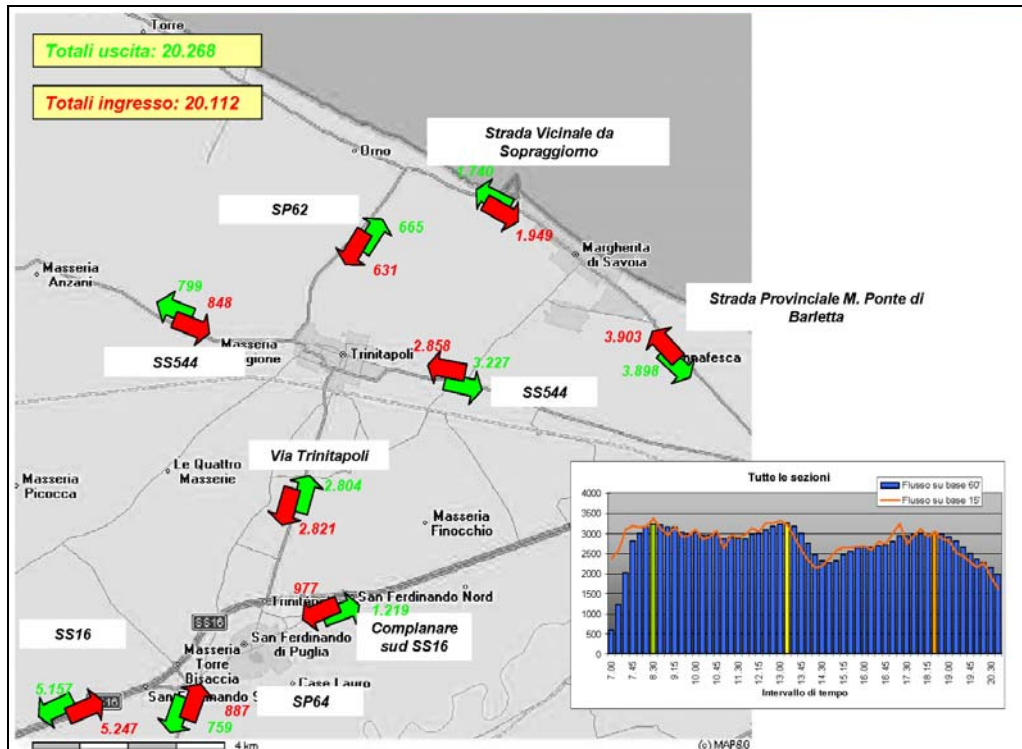 Torre
Totali uscita: 20.268
Totali ingresso: 20.112
Orno
Strada Vicinale da
Sopraggiorno
1.740
1.949
SP62
665
631
Margherita
di Savoia
Masseria
Anzani
799
848
SS544
Masseria
Trinitapoli
2.858
3.227
SS544
Strada Provinciale M. Ponte di
Barletta
3.903
3.898
Via Trinitapoli
2.804
2.821
Le Quattro
Masserie
Masseria
Picocca
Masseria
Finocchio
977
1.219
San Ferdinando Nord
Complanare
sud SS16
SS16
SS16
San Ferdinando
di Puglia
Masseria
Torre
Bisaccia
Case Lauro
SP64
5.157
5.247
887
759
4 km
Tutte le sezioni
Flusso su base 60'
Flusso su base 15'
4000
3500
3000
2500
2000
1500
1000
500
0
7.00
7.45
8.30
9.15
10.00
10.45
11.30
12.15
13.00
13.45
14.30
15.15
16.00
16.45
17.30
18.15
19.00
19.45
20.30
Intervallo di tempo